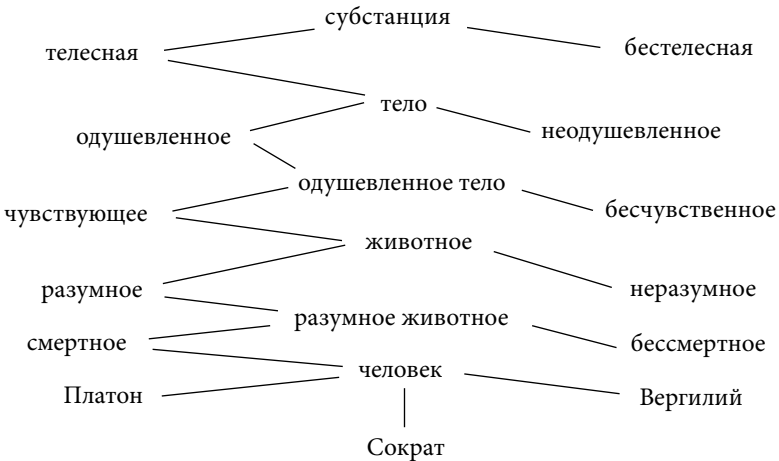 субстанция
телесная
бестелесная
тело
одушевленное
неодушевленное
одушевленное тело
чувствующее
бесчувственное
животное
разумное
неразумное
разумное животное
смертное
бессмертное
человек
Платон
Вергилий
Сократ